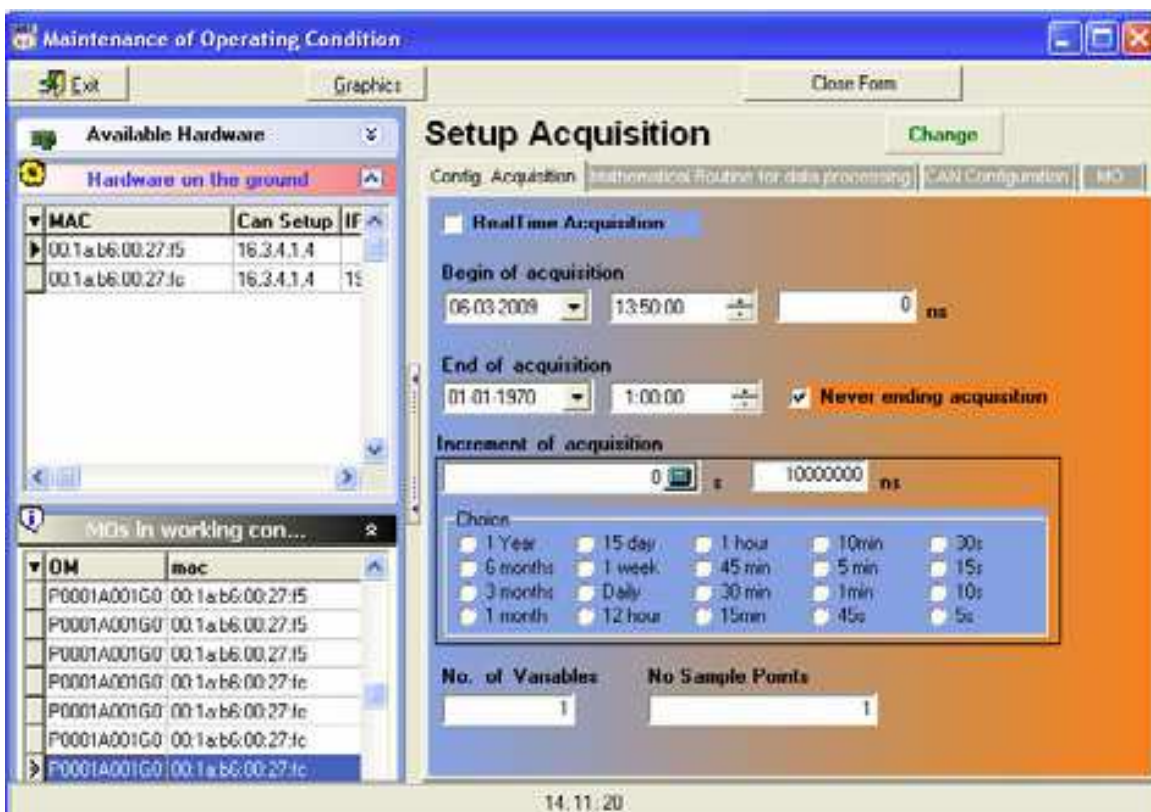 Maintenance of Operating Condition
Exit
Graphics
Close Form
Available Hardware
Hardware on the ground
MAC Can Setup IP
00.1a.b6.00.27.f5 16.3.4.1.4
00.1a.b6.00.27.fc 16.3.4.1.4 19
MOs in working con...
OM mac
P0001A001G0 00:1a:b6:00:27:f5
P0001A001G0 00:1a:b6:00:27:f5
P0001A001G0 00:1a:b6:00:27:f5
P0001A001G0 00:1a:b6:00:27:fc
P0001A001G0 00:1a:b6:00:27:fc
P0001A001G0 00:1a:b6:00:27:fc
P0001A001G0 00:1a:b6:00:27:fc
Setup Acquisition
Change
Config. Acquisition Mathematical Routine for data processing CAN Configuration MO
RealTime Acquisition
Begin of acquisition
06-03-2009 13:50:00 0 ns
End of acquisition
01-01-1970 1:00:00 Never ending acquisition
Increment of acquisition
0 s 10000000 ns
Choice
1 Year 15 day 1 hour 10min 30s
6 months 1 week 45 min 5 min 15s
3 months Daily 30 min 1min 10s
1 month 12 hour 15min 45s 5s
No. of Variables No Sample Points
1 1
14:11:20